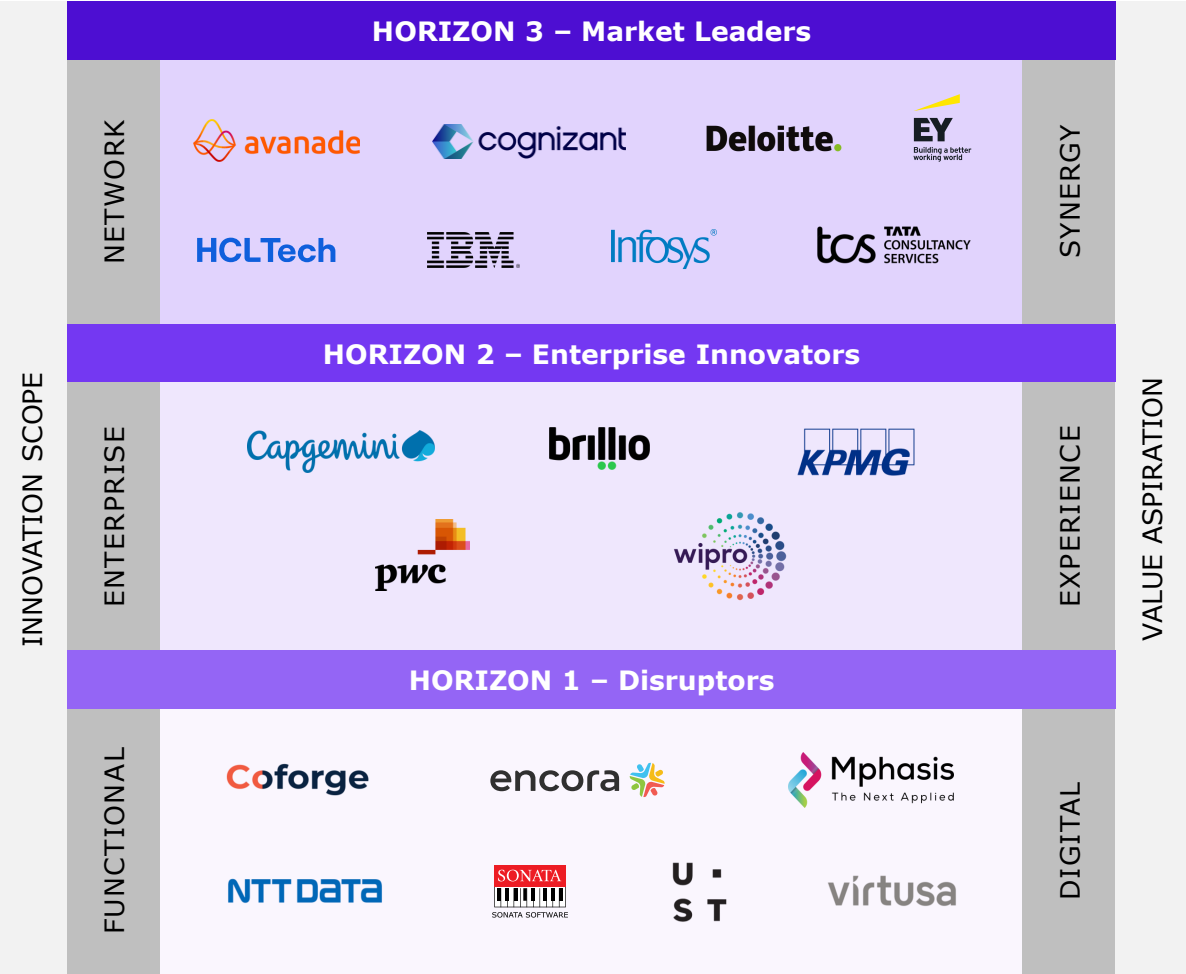 HORIZON 3 – Market Leaders
INNOVATION SCOPE
VALUE ASPIRATION
NETWORK
SYNERGY
avanade
cognizant
Deloitte.
EY
Building a better
working world
HCLTech
IBM®
Infosys®
tcs
TATA
CONSULTANCY
SERVICES
HORIZON 2 – Enterprise Innovators
ENTERPRISE
EXPERIENCE
Capgemini
brillio
KPMG
pwc
wipro
HORIZON 1 – Disruptors
FUNCTIONAL
DIGITAL
Coforge
encora
Mphasis
The Next Applied
NTT DATA
SONATA
SONATA SOFTWARE
U ·
S T
virtusa